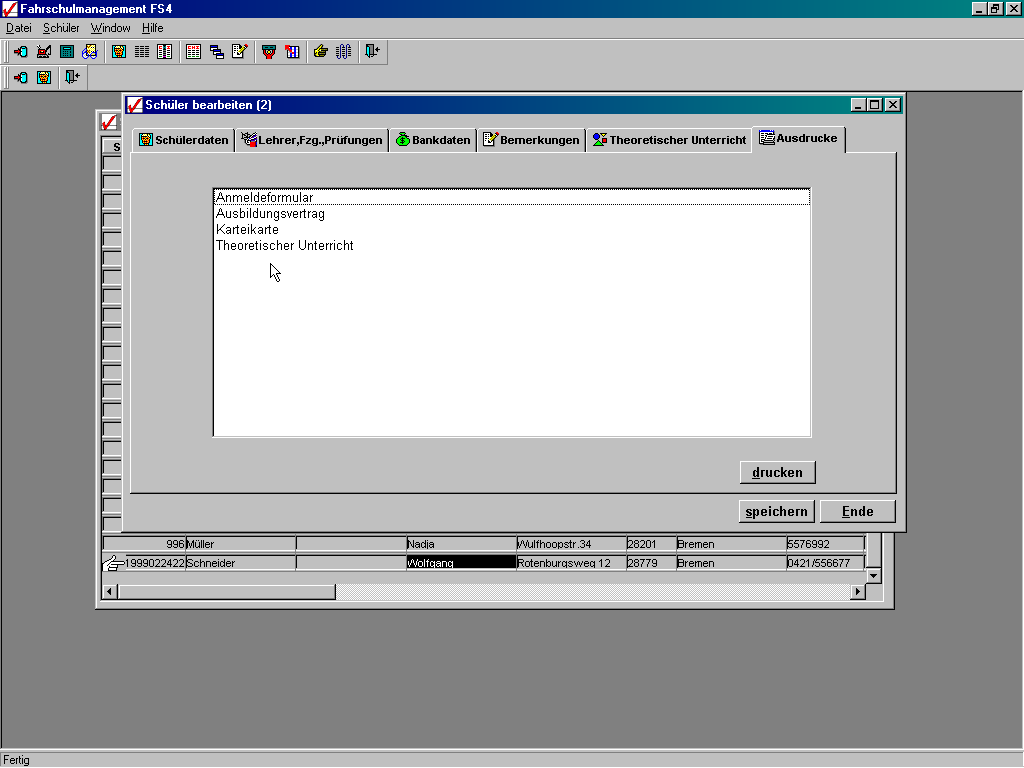 Fahrschulmanagement FS4
Datei Schüler Window Hilfe
Schüler bearbeiten (2)
Schülerdaten Lehrer,Fzg.,Prüfungen Bankdaten Bemerkungen Theoretischer Unterricht Ausdrucke
S
Anmeldeformular
Ausbildungsvertrag
Karteikarte
Theoretischer Unterricht
drucken
speichern Ende
996 Müller Nadja Wulfhoopstr.34 28201 Bremen 5576992
1999022422 Schneider Wolfgang Rotenburgsweg 12 28779 Bremen 0421/556677
Fertig